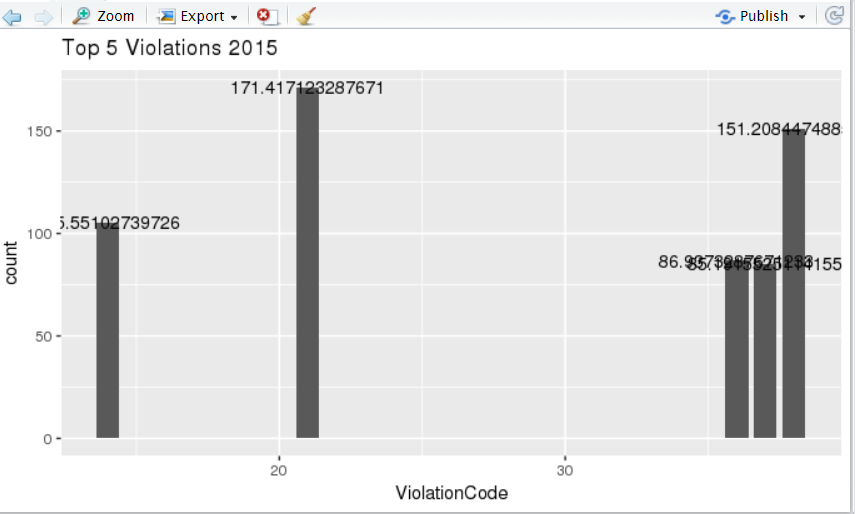 Zoom Export Publish
Top 5 Violations 2015
171.417123287671
151.208447488
5.55102739726
150
100
50
0
count
20 30
ViolationCode